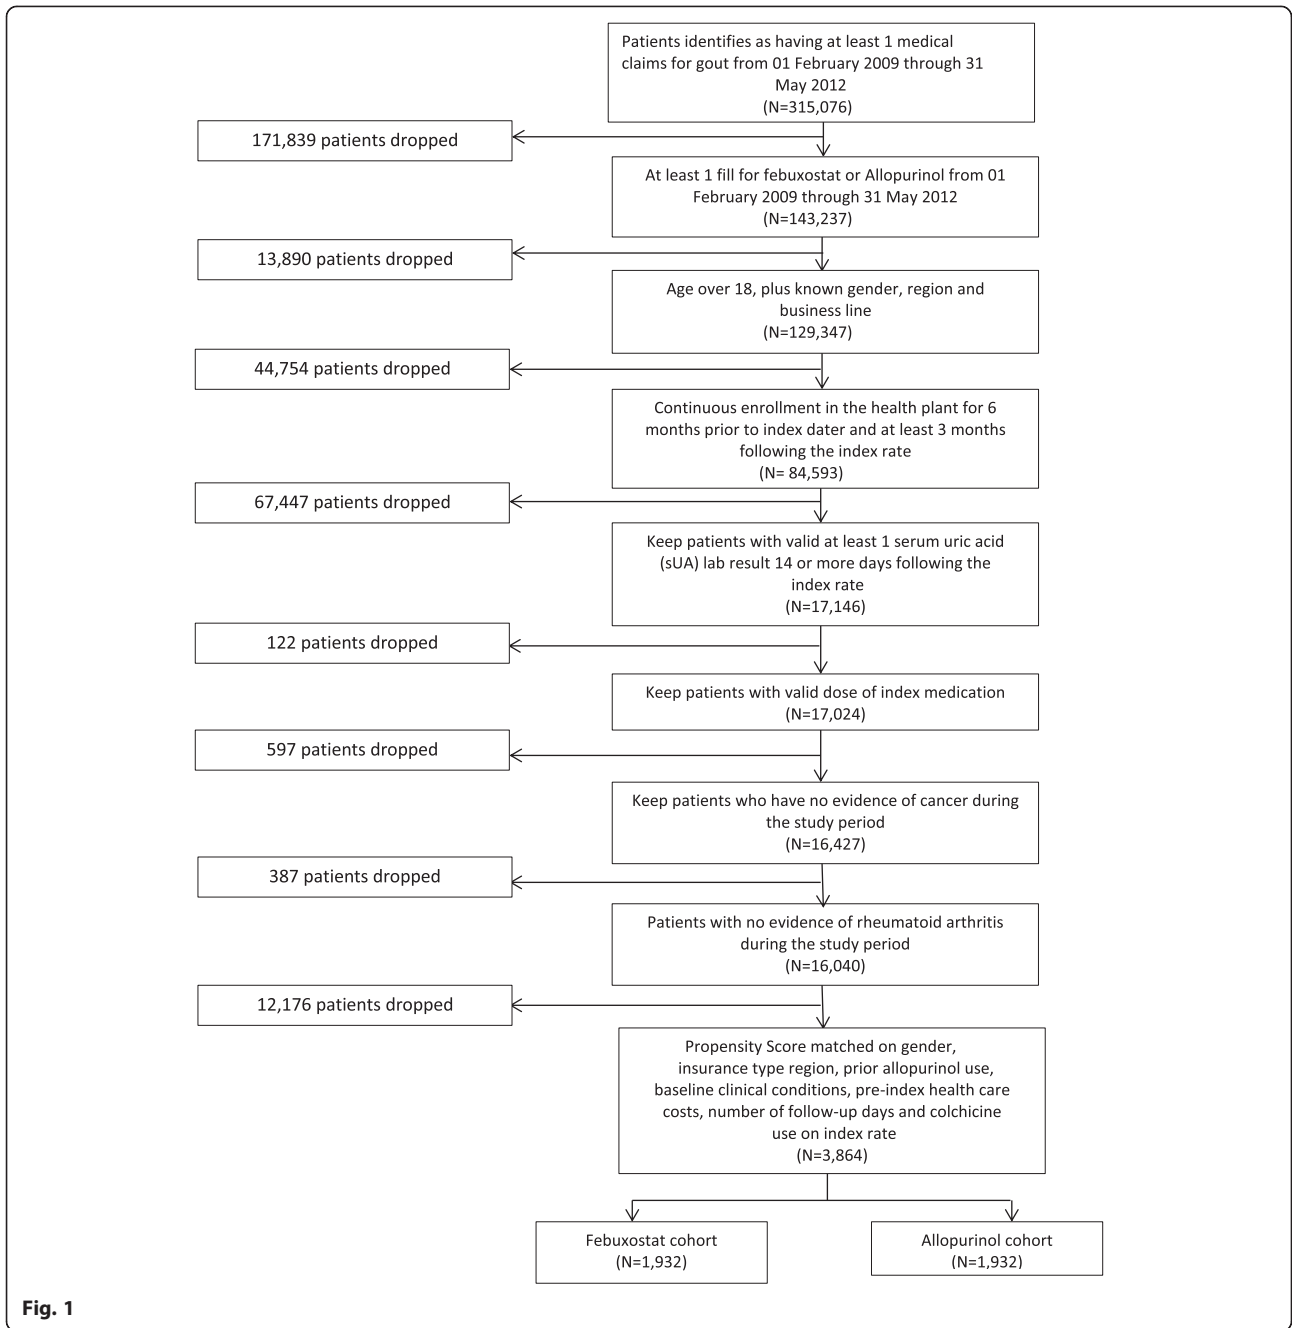 Patients identifies as having at least 1 medical
claims for gout from 01 February 2009 through 31
May 2012
(N=315,076)
171,839 patients dropped
At least 1 fill for febuxostat or Allopurinol from 01
February 2009 through 31 May 2012
(N=143,237)
13,890 patients dropped
Age over 18, plus known gender, region and
business line
(N=129,347)
44,754 patients dropped
Continuous enrollment in the health plant for 6
months prior to index dater and at least 3 months
following the index rate
(N= 84,593)
67,447 patients dropped
Keep patients with valid at least 1 serum uric acid
(sUA) lab result 14 or more days following the
index rate
(N=17,146)
122 patients dropped
Keep patients with valid dose of index medication
(N=17,024)
597 patients dropped
Keep patients who have no evidence of cancer during
the study period
(N=16,427)
387 patients dropped
Patients with no evidence of rheumatoid arthritis
during the study period
(N=16,040)
12,176 patients dropped
Propensity Score matched on gender,
insurance type region, prior allopurinol use,
baseline clinical conditions, pre-index health care
costs, number of follow-up days and colchicine
use on index rate
(N=3,864)
Febuxostat cohort
(N=1,932)
Allopurinol cohort
(N=1,932)
Fig. 1